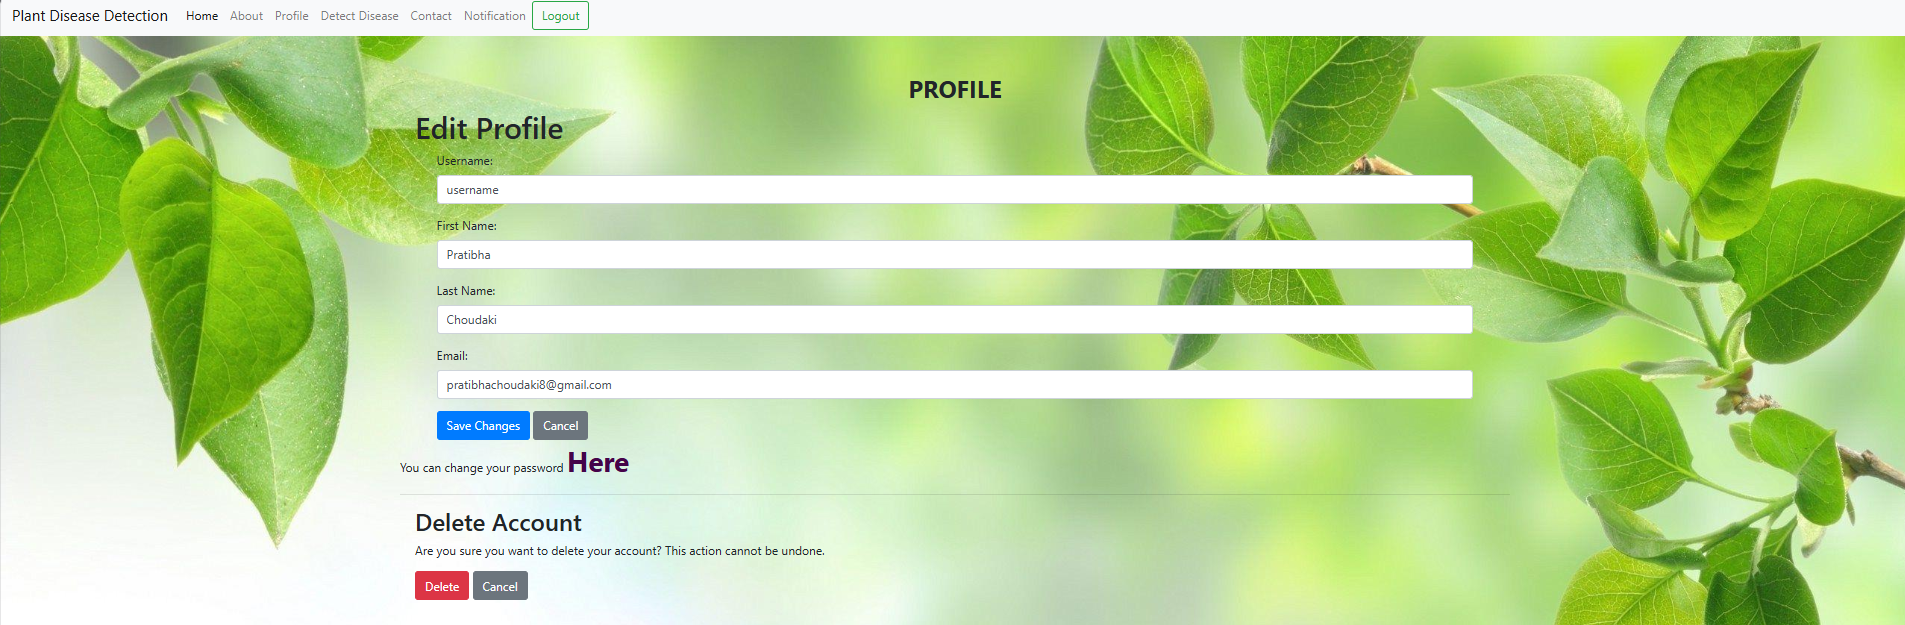 Plant Disease Detection Home About Profile Detect Disease Contact Notification Logout
PROFILE
Edit Profile
Username:
username
First Name:
Pratibha
Last Name:
Choudaki
Email:
pratibhachoudaki8@gmail.com
Save Changes Cancel
You can change your password Here
Delete Account
Are you sure you want to delete your account? This action cannot be undone.
Delete Cancel